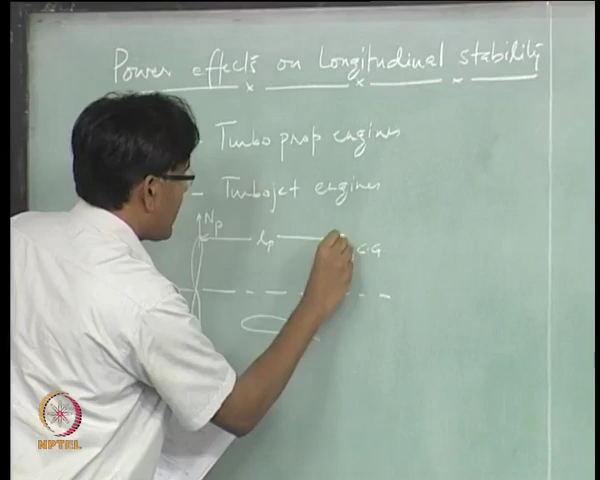 Power effects on Longitudinal stability
- Turbo prop engines
- Turbojet engines
Np
lp
CG
NPTEL